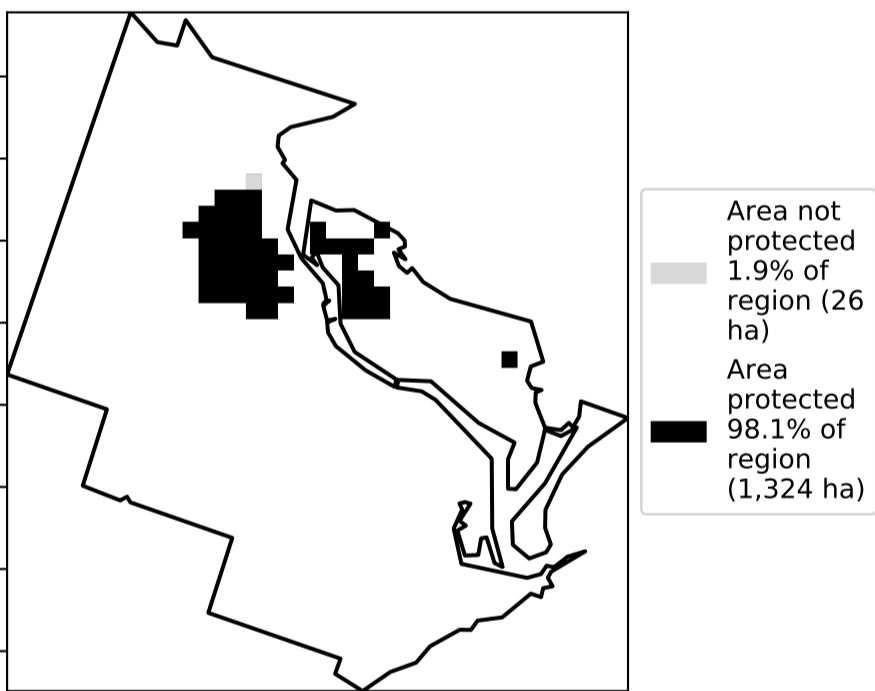 Area not
protected
1.9% of
region (26
ha)
Area
protected
98.1% of
region
(1,324 ha)